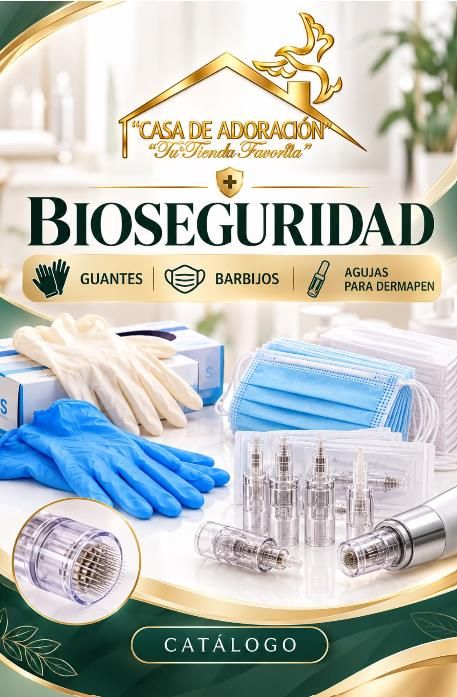 "CASA DE ADORACIÓN"
"Tu Tienda Favorita"
BIOSEGURIDAD
GUANTES
BARBIJOS
AGUJAS
PARA DERMAPEN
S
S
CATÁLOGO